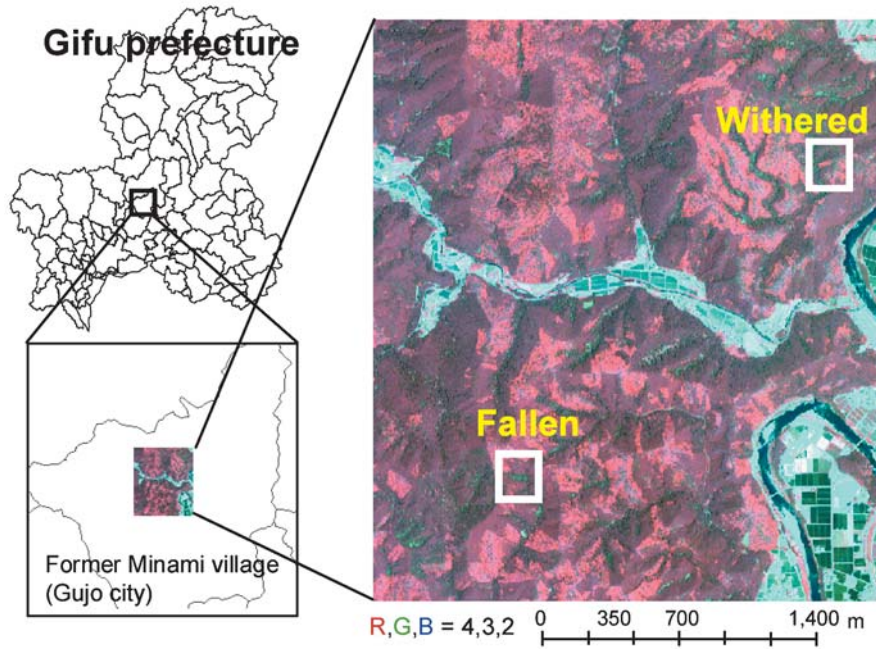 Gifu prefecture
Withered
Fallen
Former Minami village
(Gujo city)
R,G,B = 4,3,2
0 350 700 1,400 m